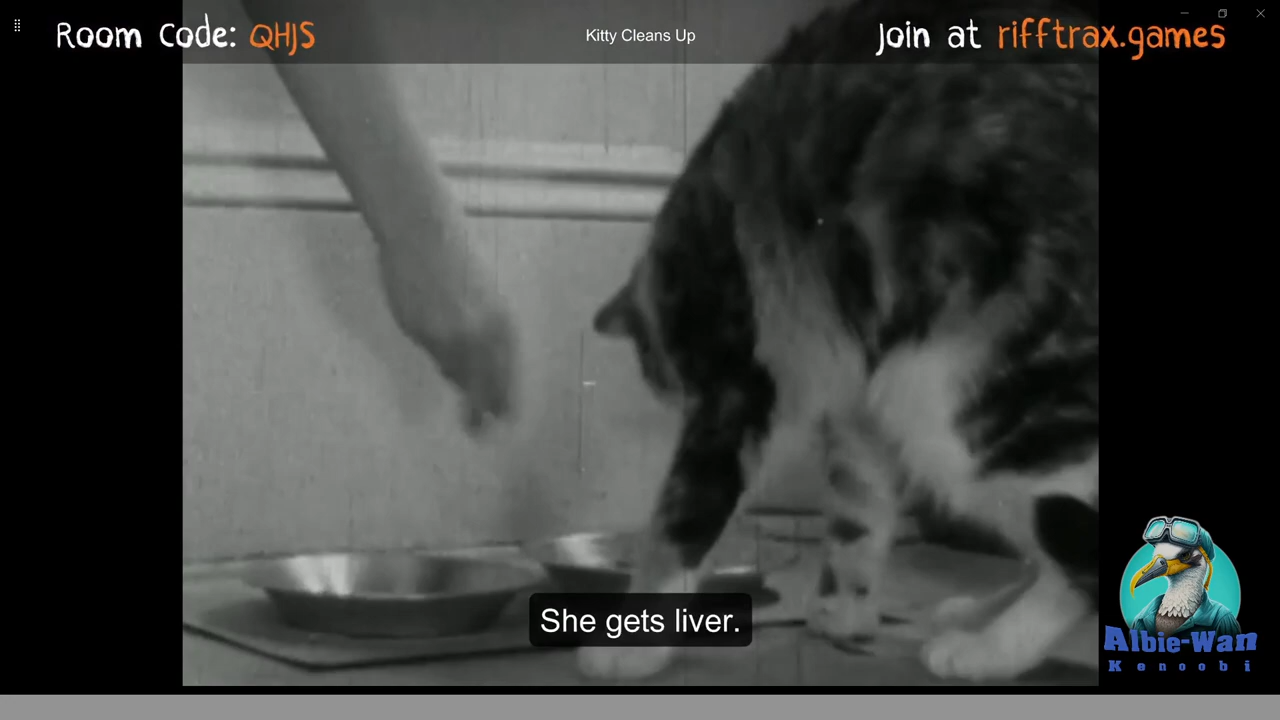 Room Code: QHJS
Kitty Cleans Up
Join at rifftrax.games
She gets liver.
Albie-Wan
Kenoobi